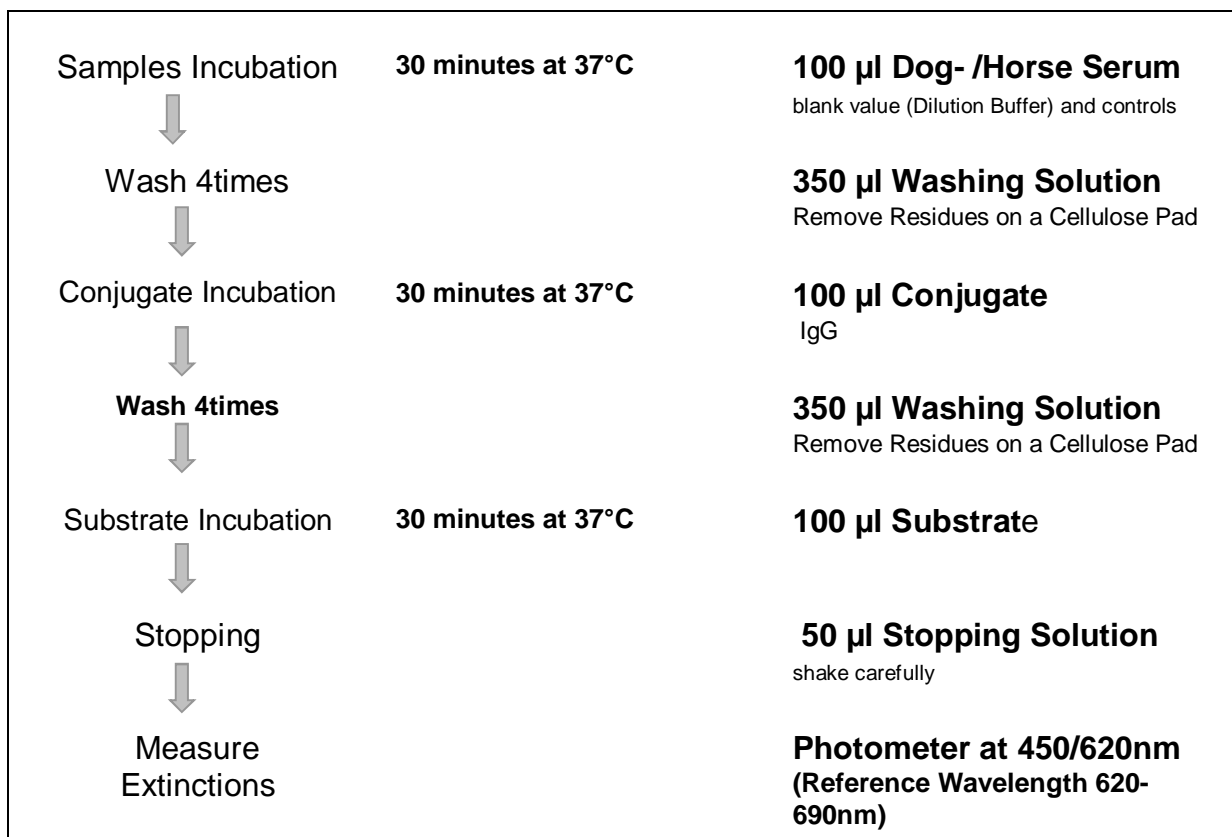 Samples Incubation 30 minutes at 37°C 100 µl Dog- /Horse Serum
blank value (Dilution Buffer) and controls
Wash 4times 350 µl Washing Solution
Remove Residues on a Cellulose Pad
Conjugate Incubation 30 minutes at 37°C 100 µl Conjugate
IgG
Wash 4times 350 µl Washing Solution
Remove Residues on a Cellulose Pad
Substrate Incubation 30 minutes at 37°C 100 µl Substrate
Stopping 50 µl Stopping Solution
shake carefully
Measure Photometer at 450/620nm
Extinctions (Reference Wavelength 620-
690nm)